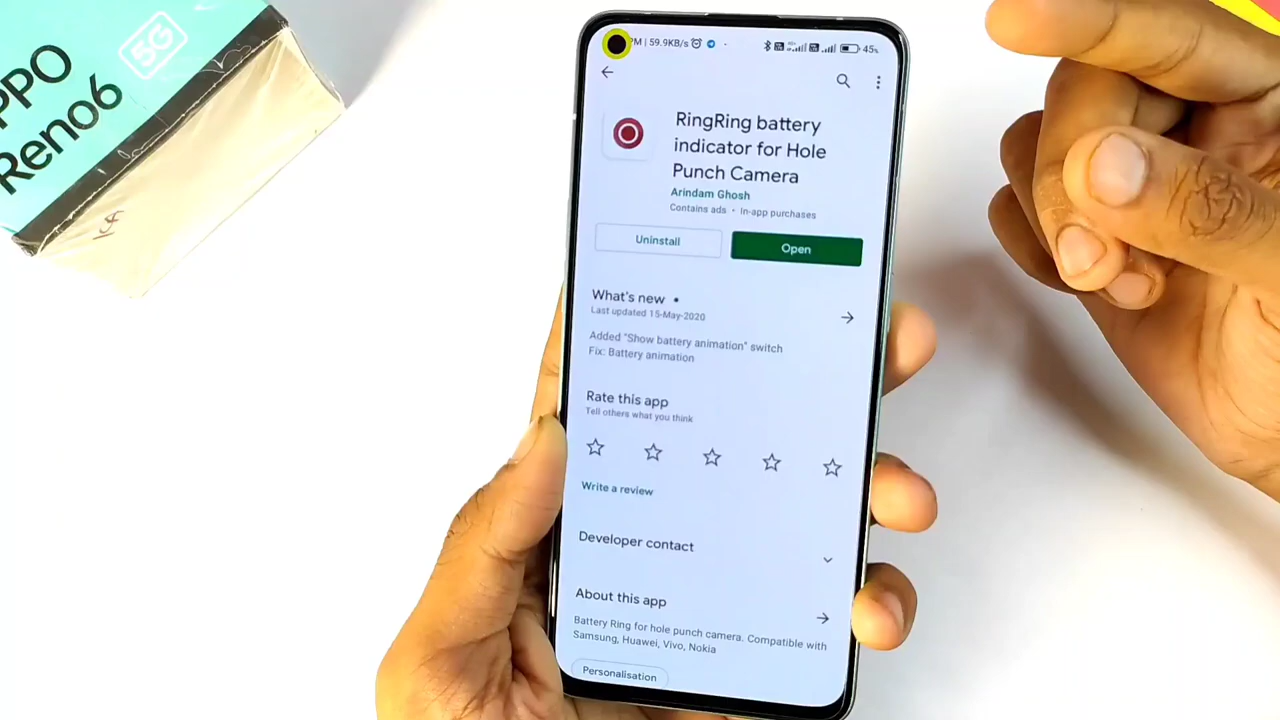 PPO
Reno6
5G
PM | 59.9KB/s
45%
RingRing battery
indicator for Hole
Punch Camera
Arindam Ghosh
Contains ads • In-app purchases
Uninstall
Open
What's new •
Last updated 15-May-2020
Added "Show battery animation" switch
Fix: Battery animation
Rate this app
Tell others what you think
Write a review
Developer contact
About this app
Battery Ring for hole punch camera. Compatible with
Samsung, Huawei, Vivo, Nokia
Personalisation